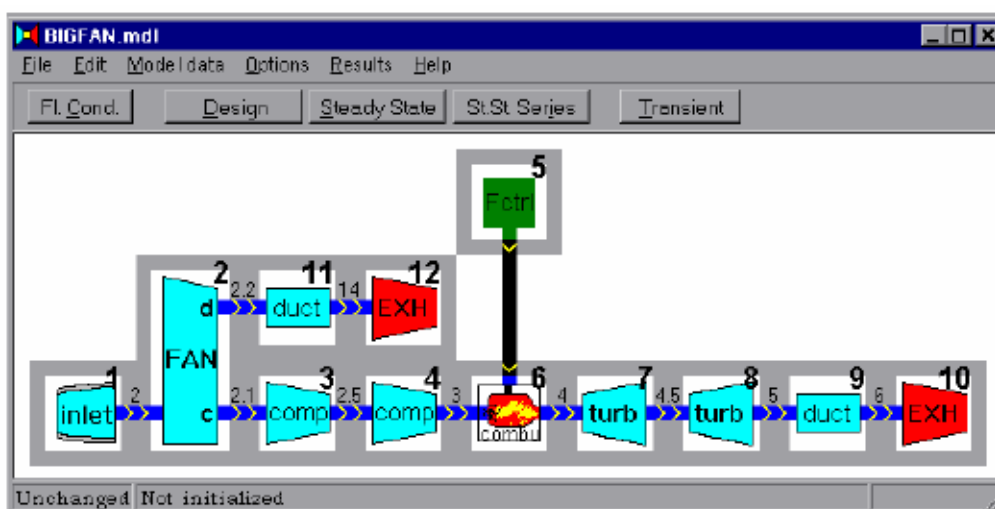 BIGFAN.mdl
File Edit Model data Options Results Help
Fl. Cond. Design Steady State St.St. Series Transient
5
Fctrl
2 11 12
2.2 14
d duct EXH
FAN
1 3 4 6 7 8 9 10
2 2.1 2.5 3 4 4.5 5 6
inlet c comp comp turb turb duct EXH
combu
Unchanged Not initialized